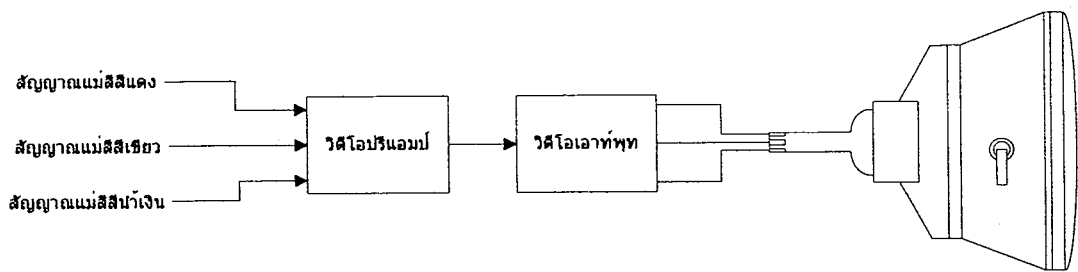 สัญญาณแม่สีสีแดง
สัญญาณแม่สีสีเขียว
สัญญาณแม่สีสีน้ำเงิน
วิดีโอปรีแอมป์
วิดีโอเอาท์พุท